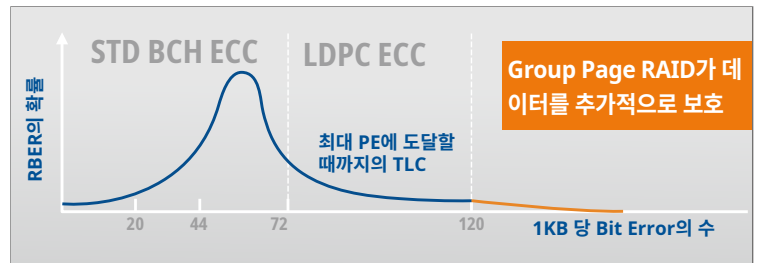 STD BCH ECC
LDPC ECC
Group Page RAID가 데
이터를 추가적으로 보호
RBER의 확률
최대 PE에 도달할
때까지의 TLC
20
44
72
120
1KB 당 Bit Error의 수